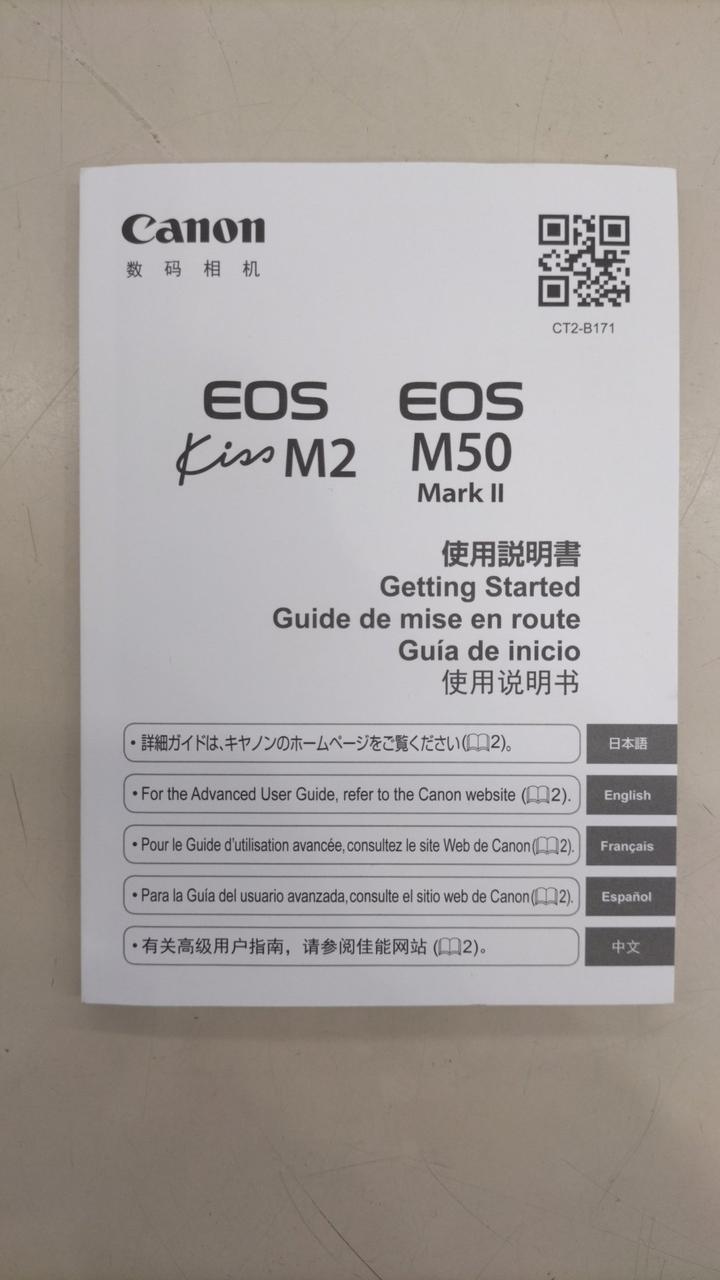 Canon
数 码 相 机
CT2-B171
EOS
Kiss M2
EOS
M50
Mark II
使用説明書
Getting Started
Guide de mise en route
Guía de inicio
使用说明书
• 詳細ガイドは、キヤノンのホームページをご覧ください(📖2)。
日本語
• For the Advanced User Guide, refer to the Canon website (📖2).
English
• Pour le Guide d'utilisation avancée, consultez le site Web de Canon (📖2).
Français
• Para la Guía del usuario avanzada, consulte el sitio web de Canon (📖2).
Español
• 有关高级用户指南，请参阅佳能网站 (📖2)。
中文